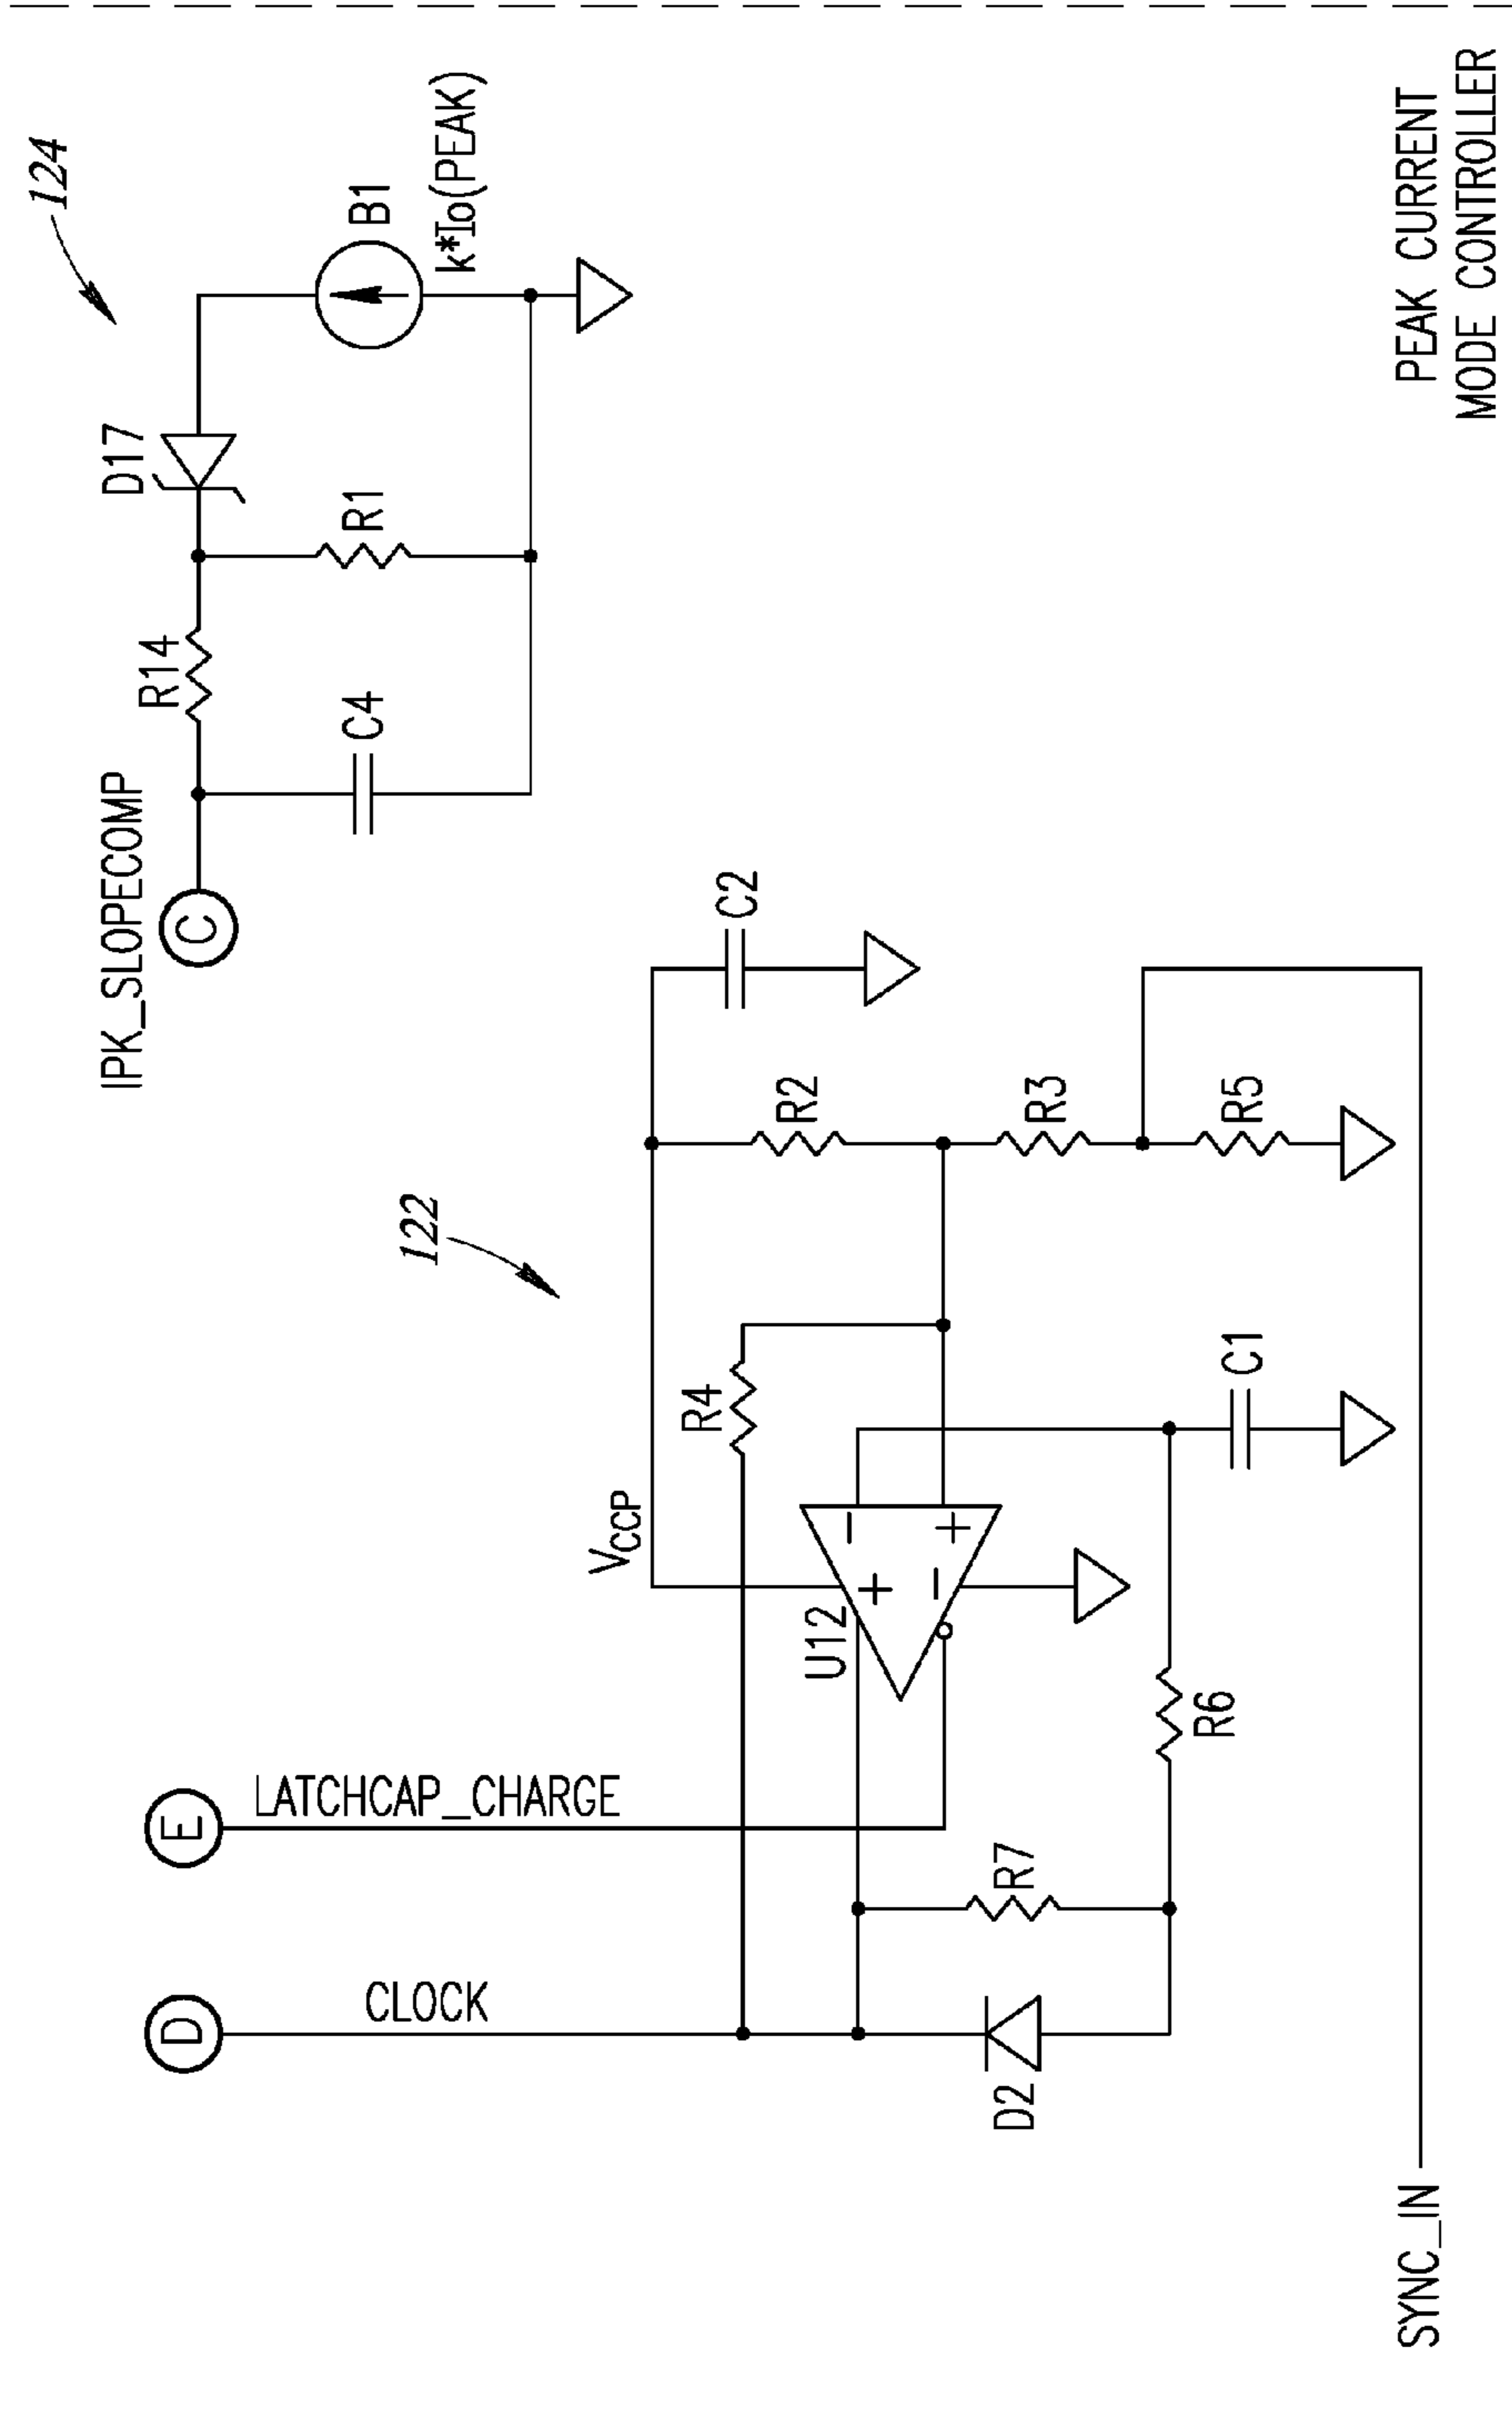 124
D17
B1
k*Io(PEAK)
R14
R1
C4
IPK_SLOPECOMP
C
C2
R2
R3
R5
122
R4
C1
VCCP
−
+
+
−
U12
R6
E
LATCHCAP_CHARGE
R7
D
CLOCK
D2
SYNC_IN
PEAK CURRENT
MODE CONTROLLER